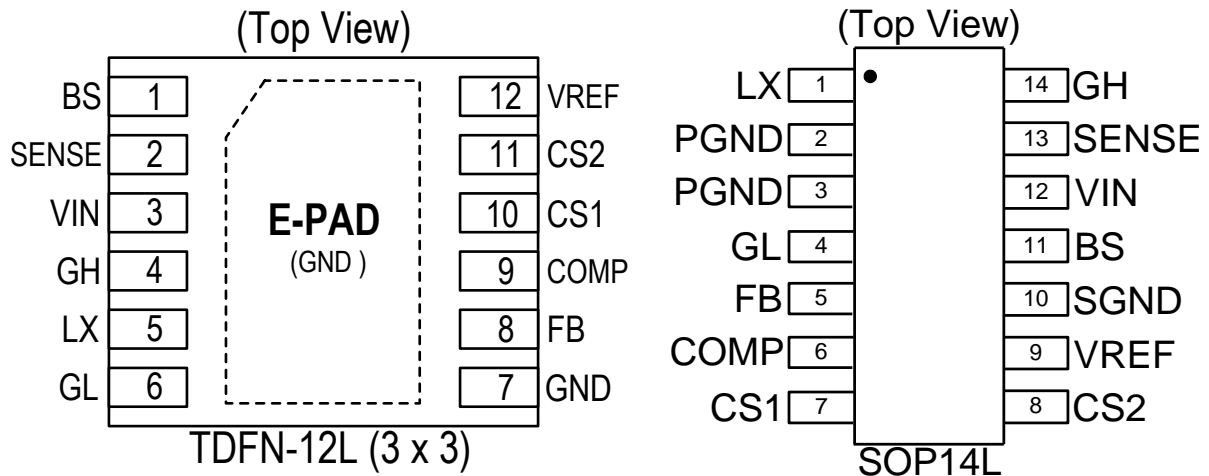 (Top View)
BS 1
SENSE 2
VIN 3
GH 4
LX 5
GL 6
E-PAD
(GND )
12 VREF
11 CS2
10 CS1
9 COMP
8 FB
7 GND
TDFN-12L (3 x 3)
(Top View)
LX 1
PGND 2
PGND 3
GL 4
FB 5
COMP 6
CS1 7
14 GH
13 SENSE
12 VIN
11 BS
10 SGND
9 VREF
8 CS2
SOP14L